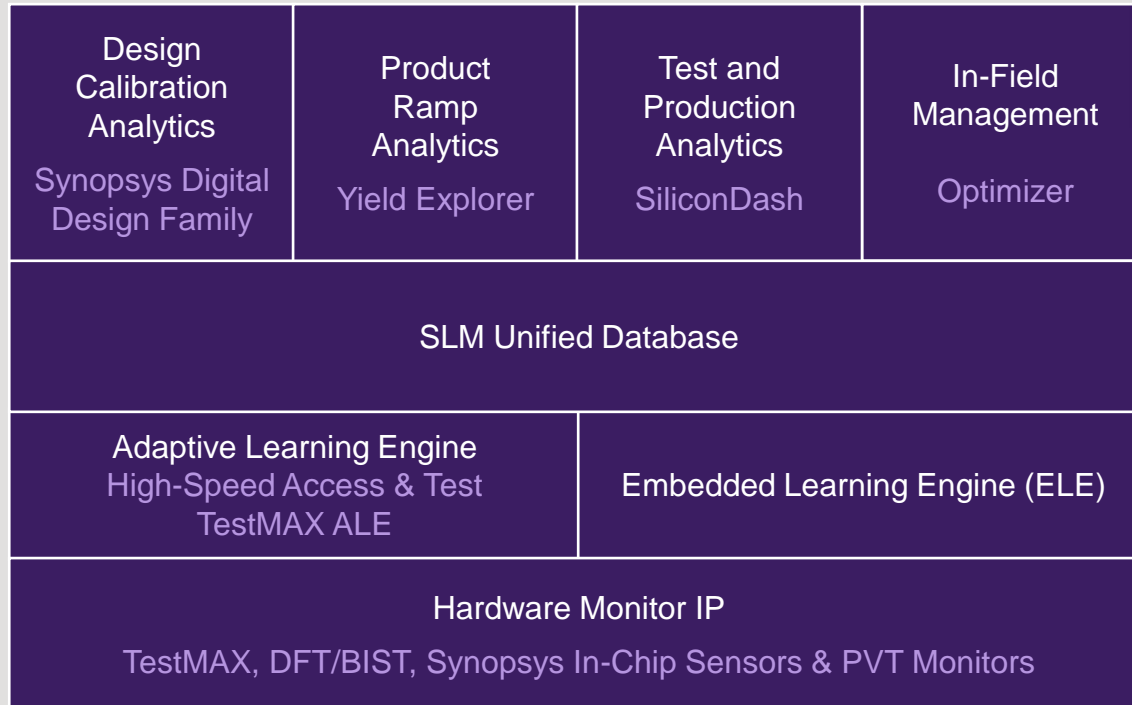 Design
Calibration
Analytics
Synopsys Digital
Design Family
Product
Ramp
Analytics
Yield Explorer
Test and
Production
Analytics
SiliconDash
In-Field
Management
Optimizer
SLM Unified Database
Adaptive Learning Engine
High-Speed Access & Test
TestMAX ALE
Embedded Learning Engine (ELE)
Hardware Monitor IP
TestMAX, DFT/BIST, Synopsys In-Chip Sensors & PVT Monitors